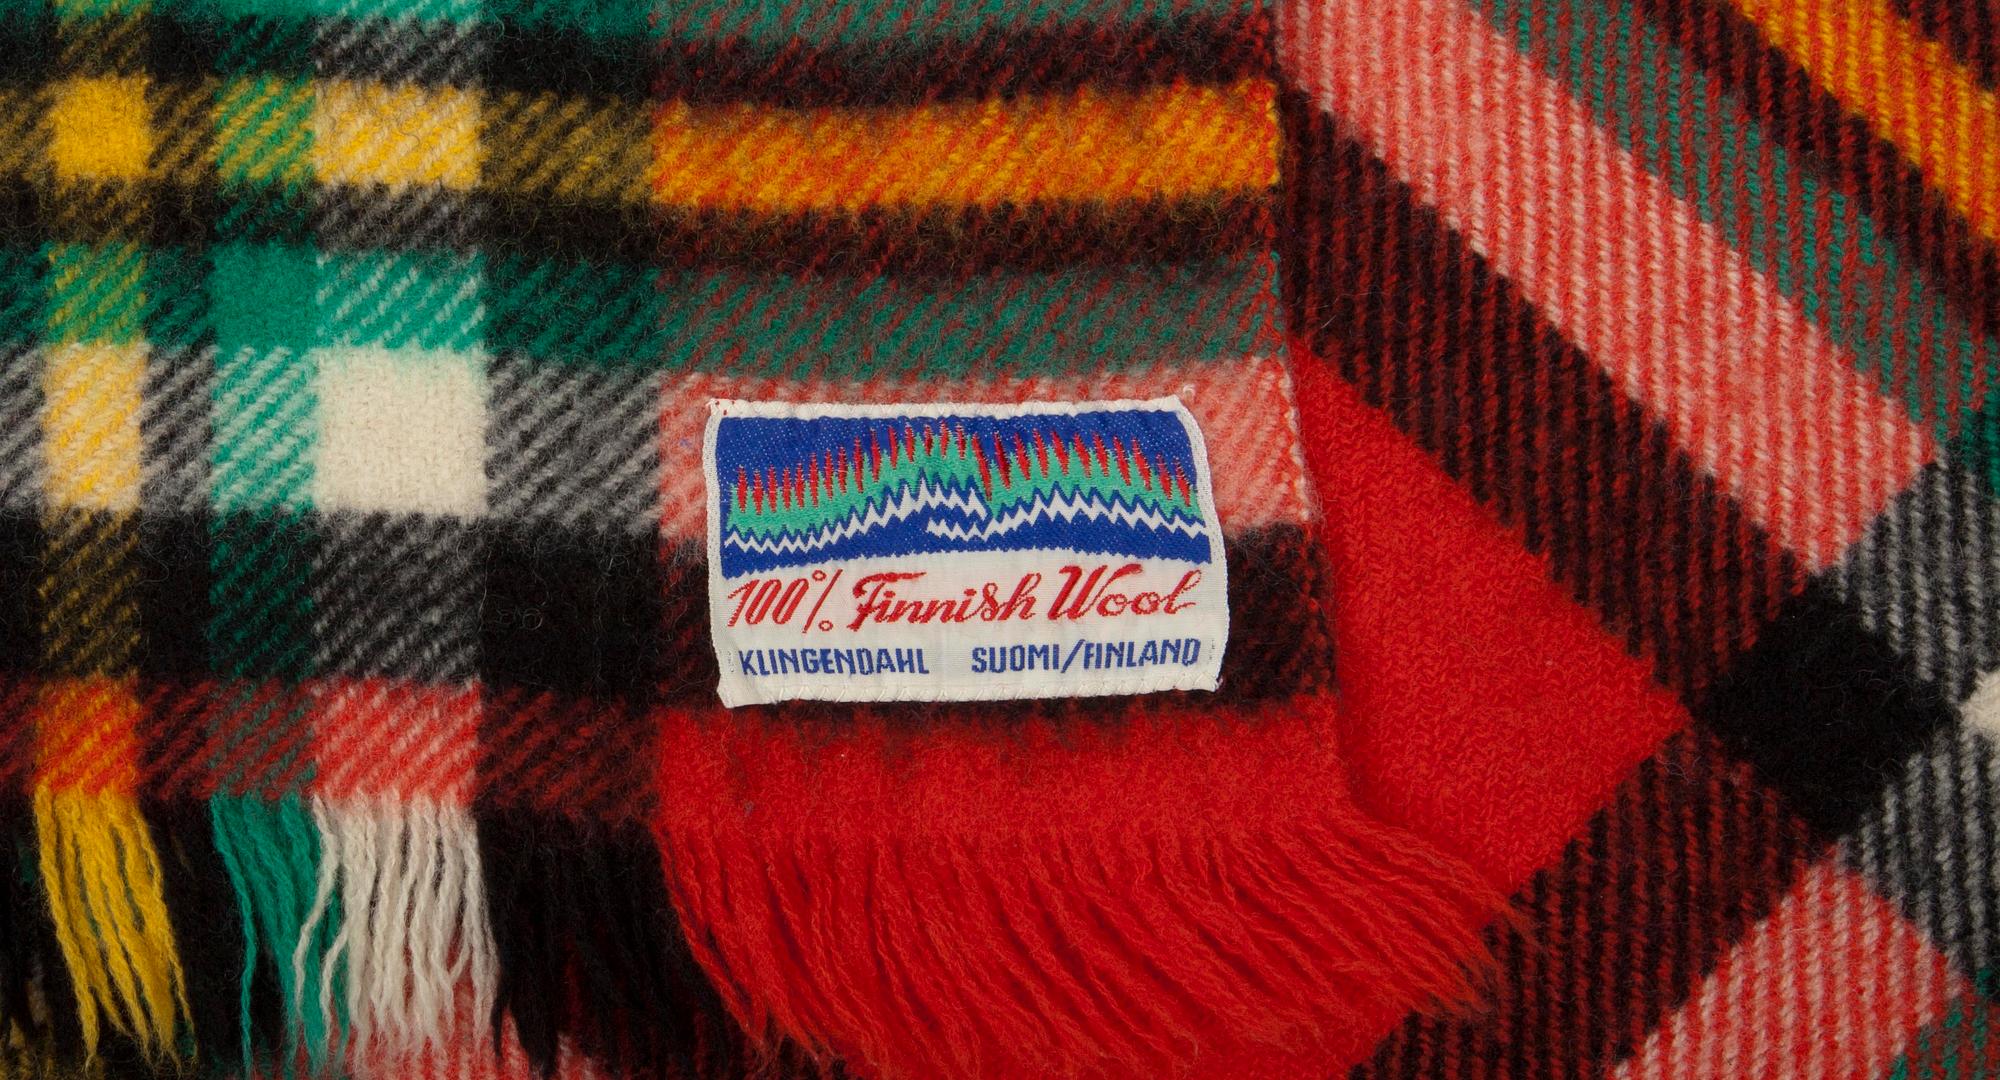 100% Finnish Wool
KLINGENDAHL SUOMI/FINLAND